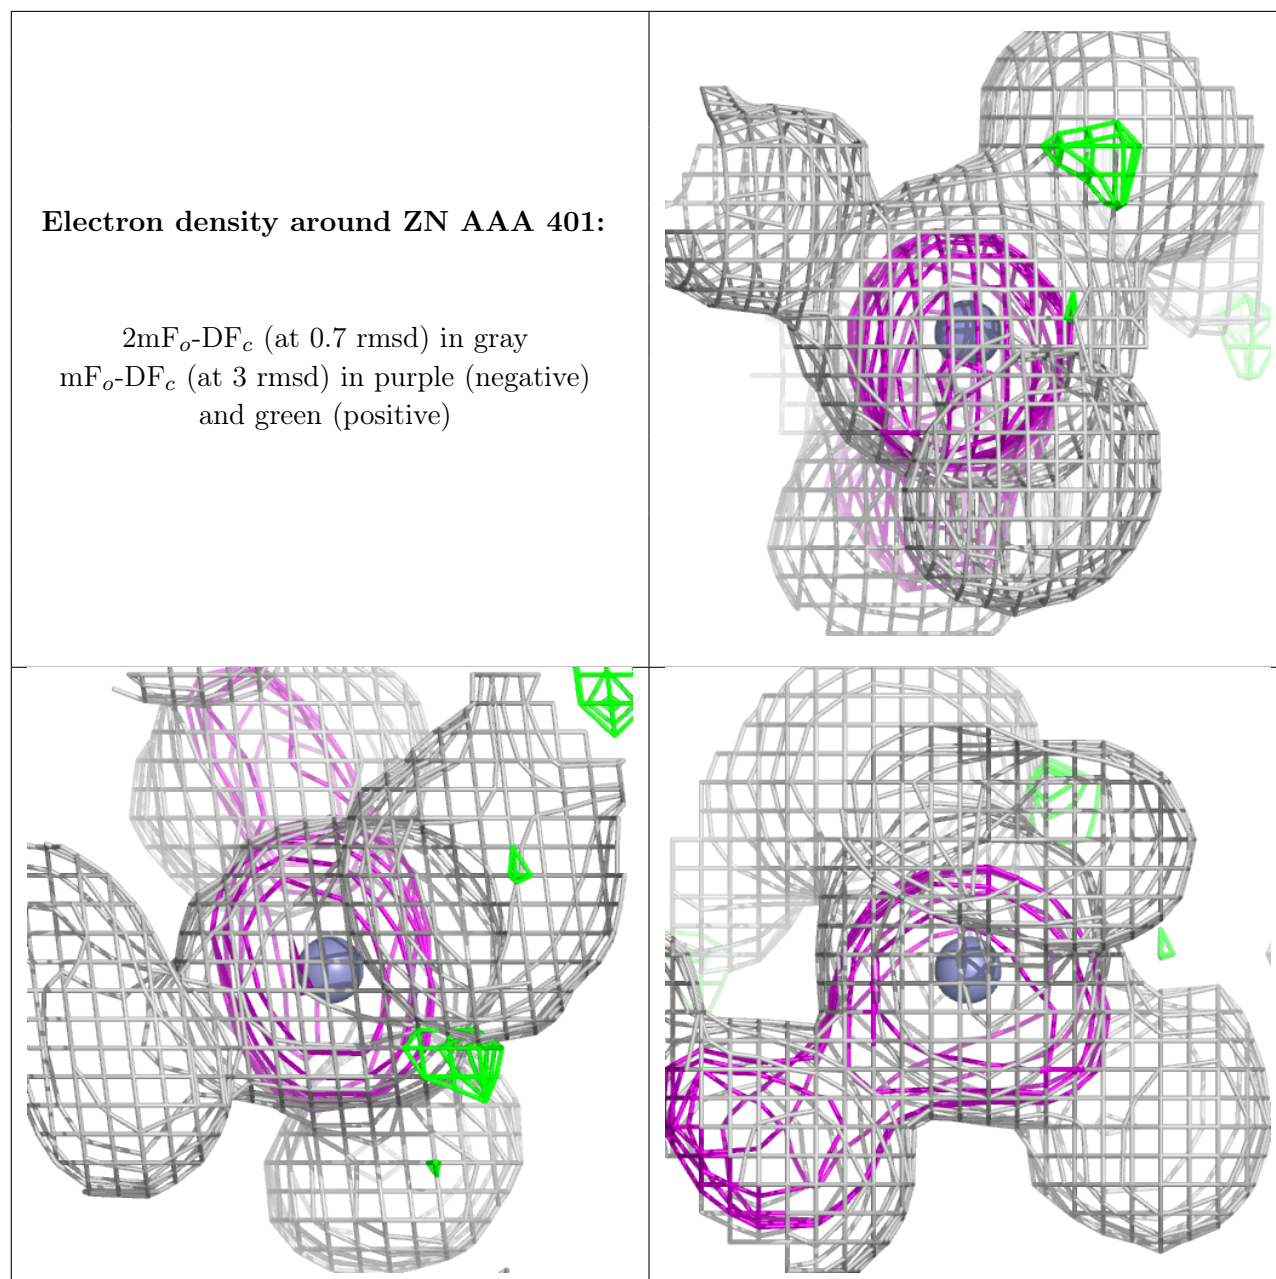 Electron density around ZN AAA 401:
2mFo-DFc (at 0.7 rmsd) in gray
mFo-DFc (at 3 rmsd) in purple (negative)
and green (positive)